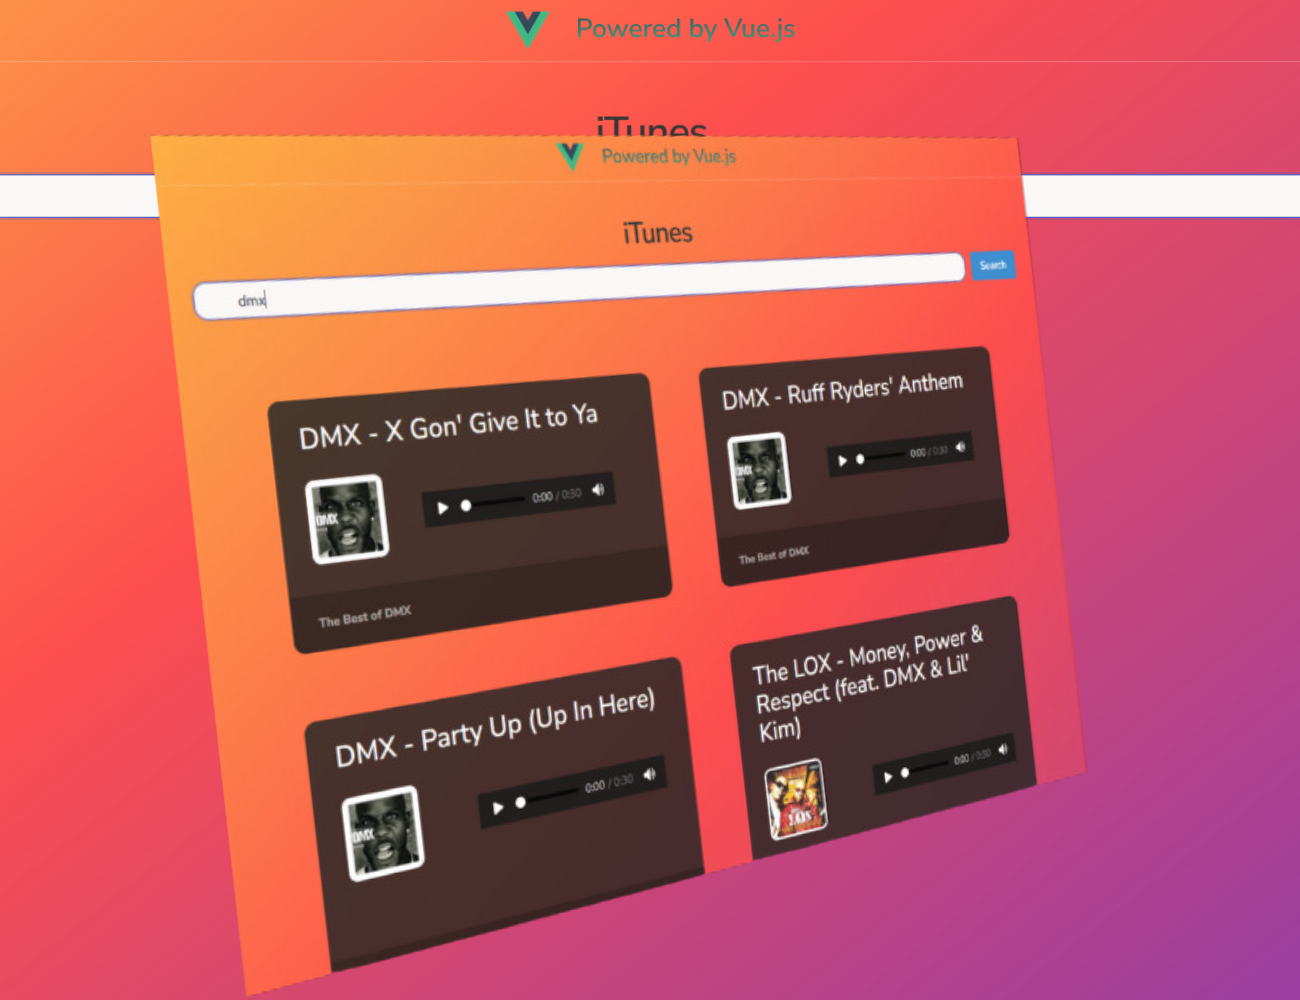 Powered by Vue.js
iTunes
Powered by Vue.js
iTunes
dmx
Search
DMX - X Gon' Give It to Ya
DMX
0:00 / 0:30
The Best of DMX
DMX - Ruff Ryders' Anthem
DMX
0:00 / 0:30
The Best of DMX
DMX - Party Up (Up In Here)
DMX
0:00 / 0:30
The LOX - Money, Power &
Respect (feat. DMX & Lil'
Kim)
0:00 / 0:30